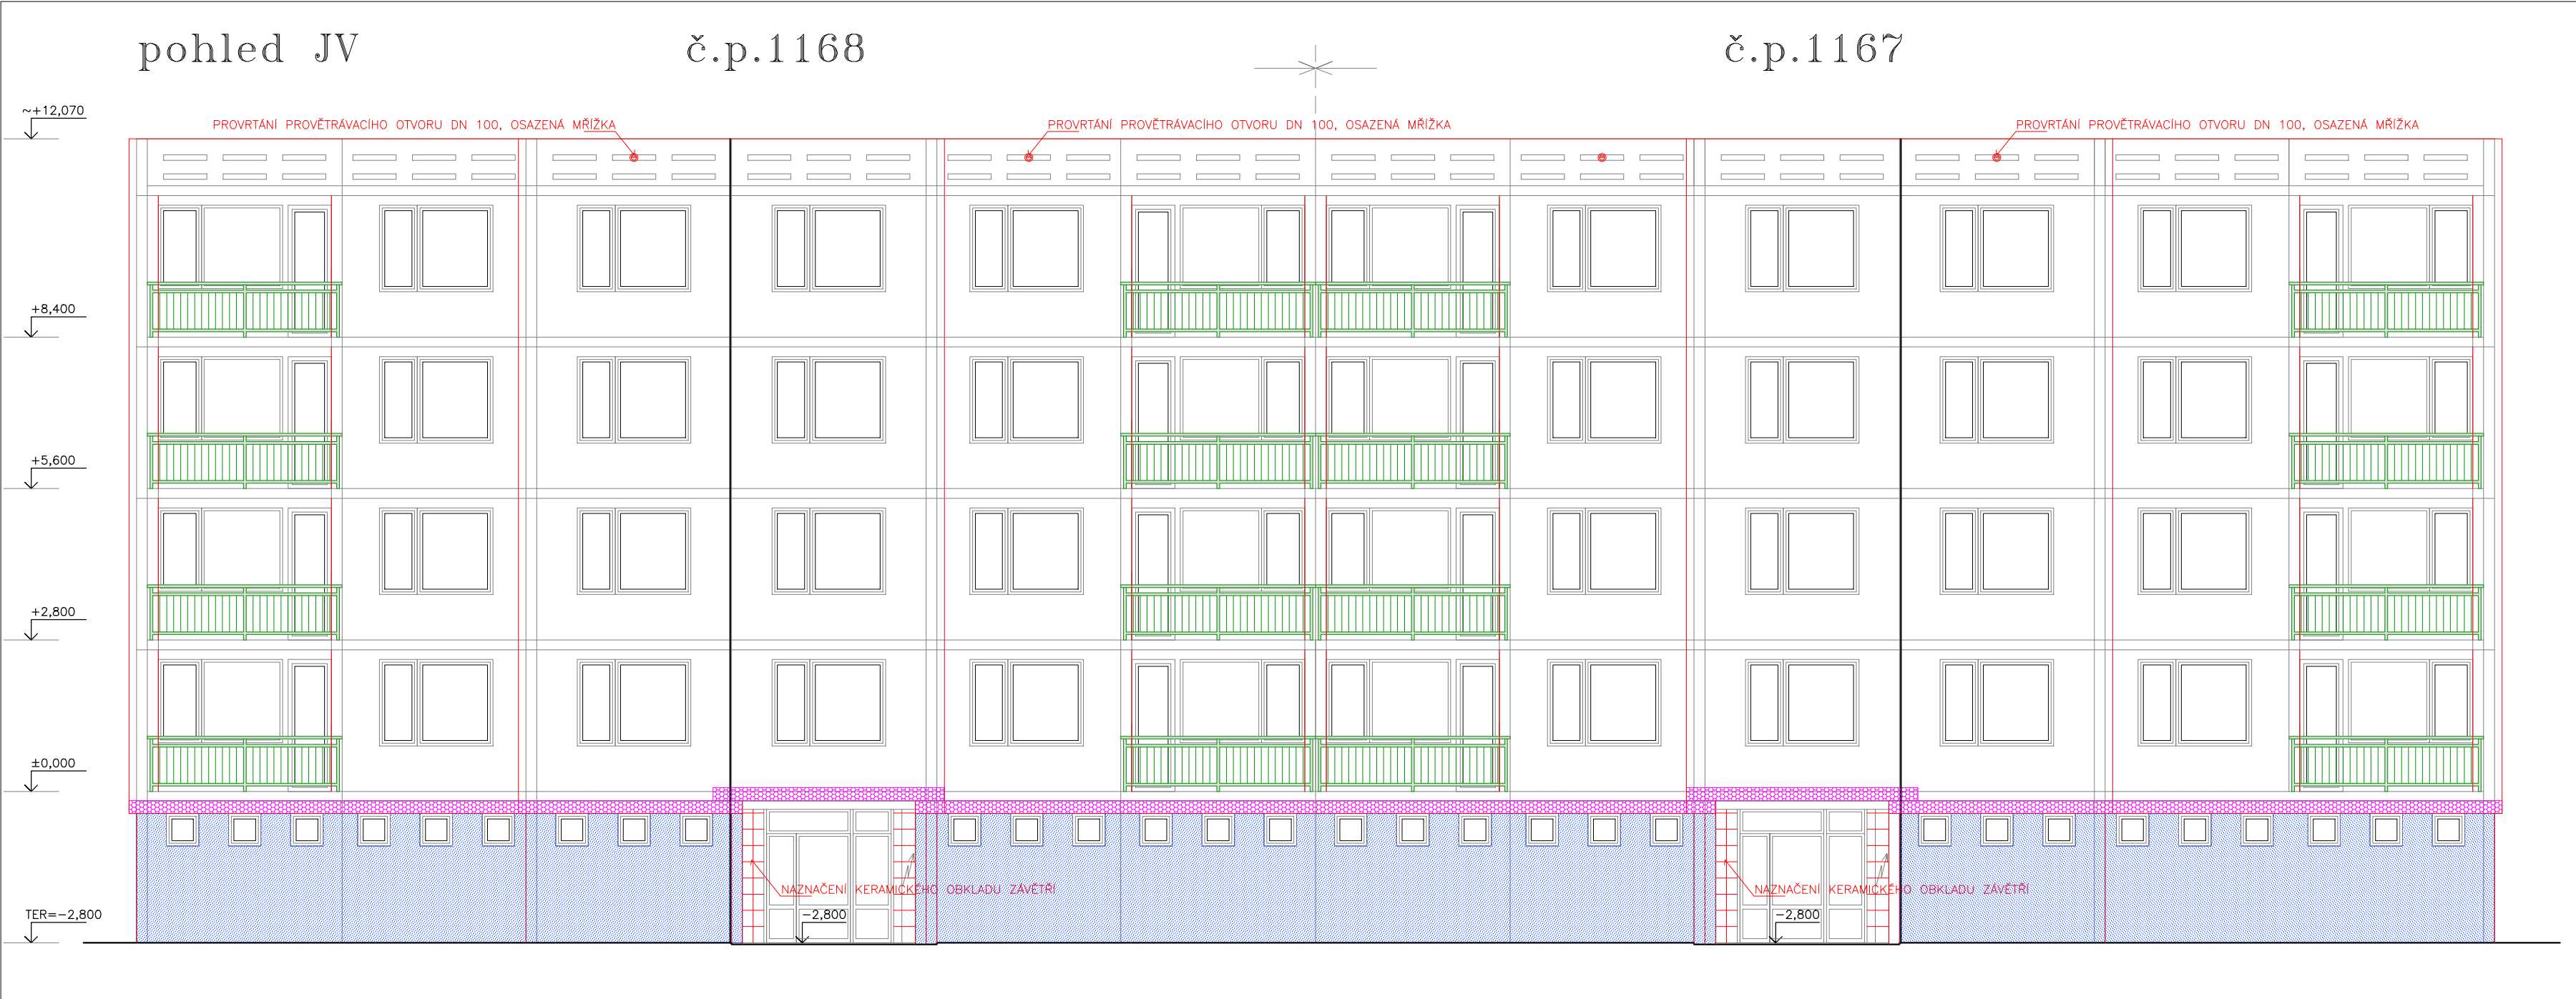 pohled JV
č.p.1168
č.p.1167
~+12,070
PROVRTÁNÍ PROVĚTRÁVACÍHO OTVORU DN 100, OSAZENÁ MŘÍŽKA
PROVRTÁNÍ PROVĚTRÁVACÍHO OTVORU DN 100, OSAZENÁ MŘÍŽKA
PROVRTÁNÍ PROVĚTRÁVACÍHO OTVORU DN 100, OSAZENÁ MŘÍŽKA
+8,400
+5,600
+2,800
±0,000
NAZNAČENÍ KERAMICKÉHO OBKLADU ZÁVĚTŘÍ
NAZNAČENÍ KERAMICKÉHO OBKLADU ZÁVĚTŘÍ
TER=-2,800
-2,800
-2,800